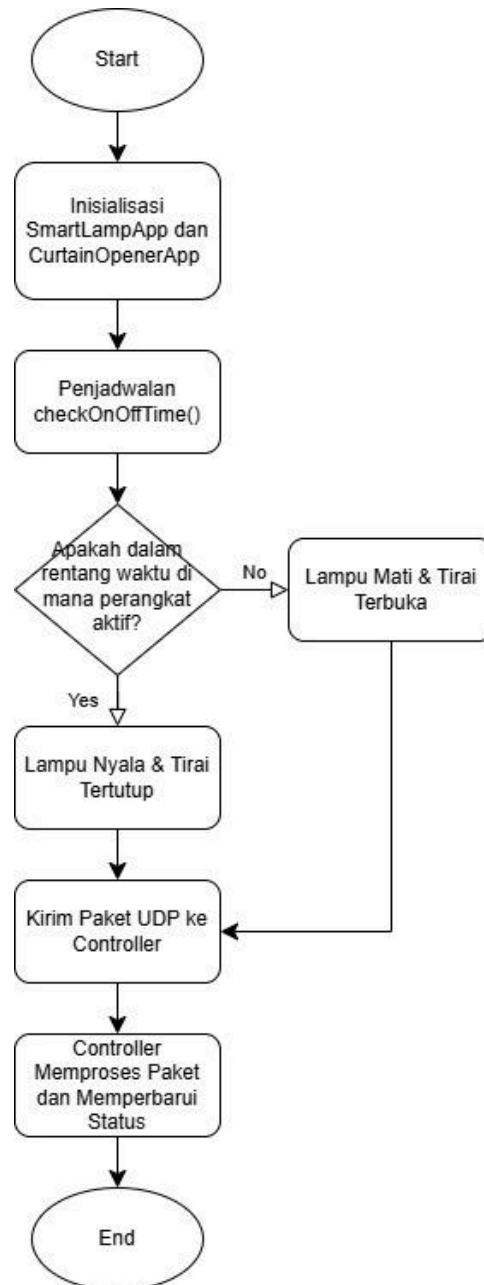 Start
Inisialisasi
SmartLampApp dan
CurtainOpenerApp
Penjadwalan
checkOnOffTime()
Apakah dalam
rentang waktu di
mana perangkat
aktif?
No
Lampu Mati & Tirai
Terbuka
Yes
Lampu Nyala & Tirai
Tertutup
Kirim Paket UDP ke
Controller
Controller
Memproses Paket
dan Memperbarui
Status
End